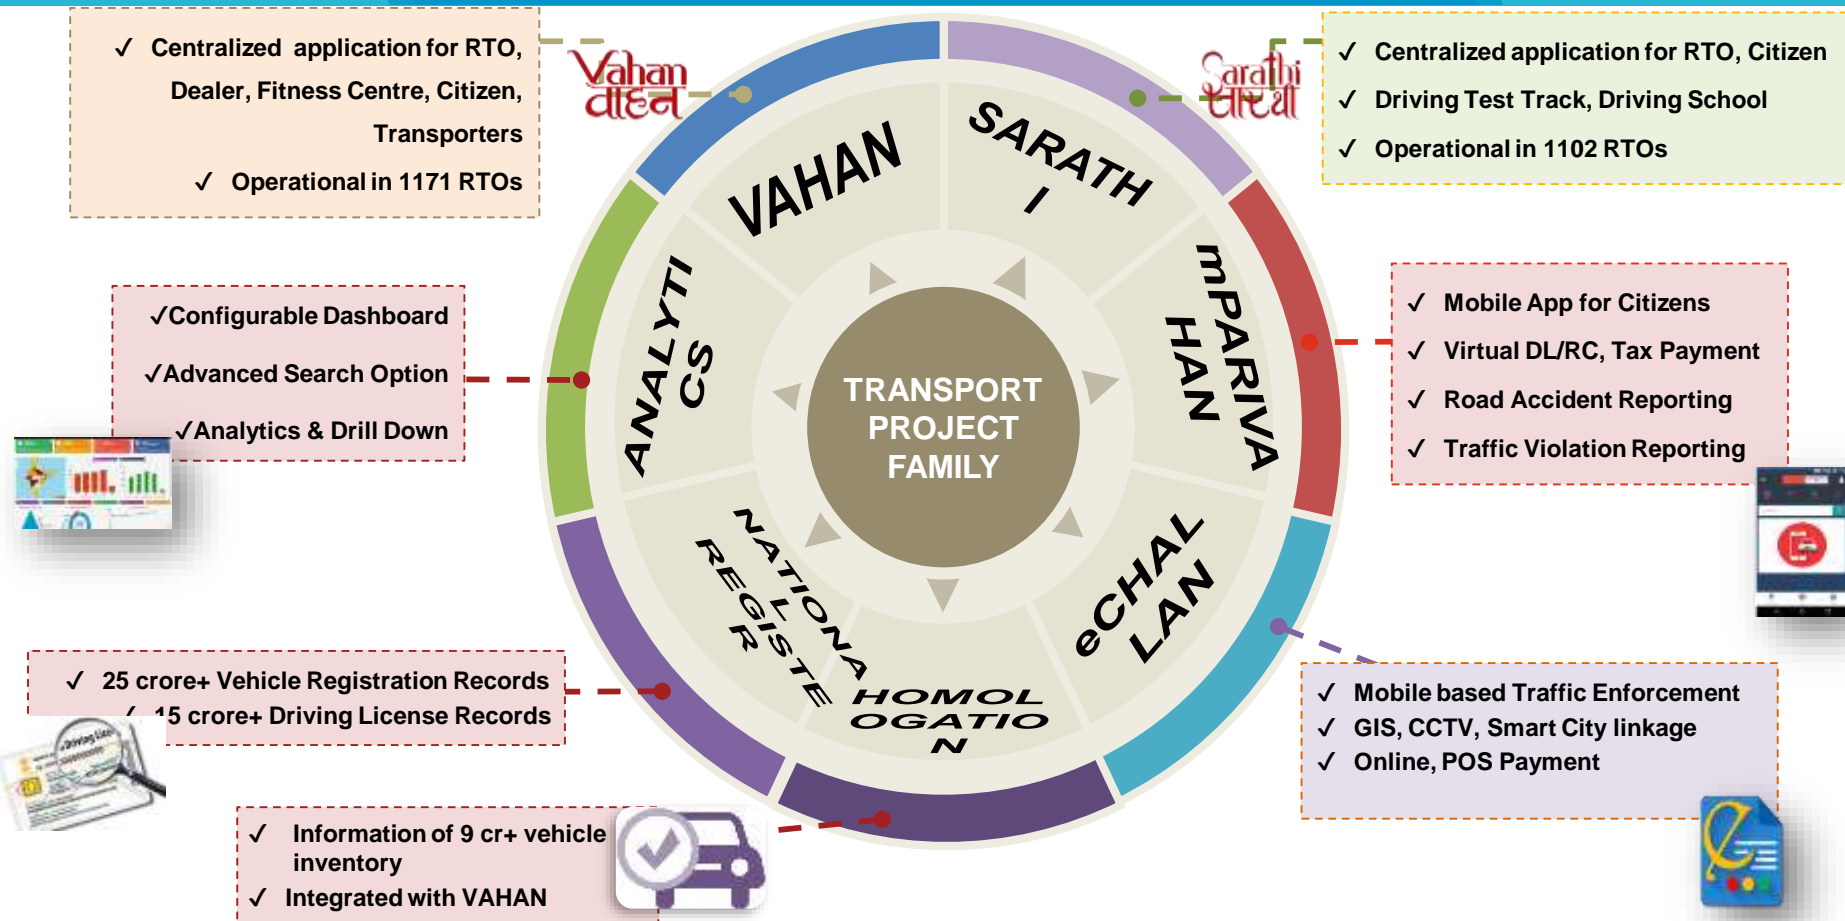 ✓ Centralized application for RTO,
Dealer, Fitness Centre, Citizen,
Transporters
✓ Operational in 1171 RTOs
Vahan
वाहन
Sarathi
सारथी
✓ Centralized application for RTO, Citizen
✓ Driving Test Track, Driving School
✓ Operational in 1102 RTOs
VAHAN
SARATH
I
mPARIVA
HAN
eCHAL
LAN
HOMOL
OGATIO
N
NATIONA
L
REGISTE
R
ANALYTI
CS
TRANSPORT
PROJECT
FAMILY
✓Configurable Dashboard
✓Advanced Search Option
✓Analytics & Drill Down
✓ Mobile App for Citizens
✓ Virtual DL/RC, Tax Payment
✓ Road Accident Reporting
✓ Traffic Violation Reporting
✓ 25 crore+ Vehicle Registration Records
✓ 15 crore+ Driving License Records
✓ Mobile based Traffic Enforcement
✓ GIS, CCTV, Smart City linkage
✓ Online, POS Payment
✓ Information of 9 cr+ vehicle
inventory
✓ Integrated with VAHAN
Driving